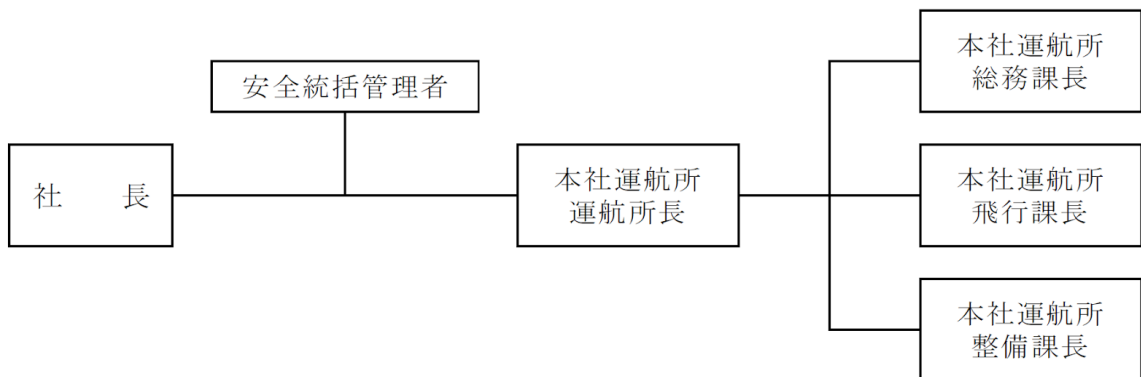 安全統括管理者
社　長
本社運航所
運航所長
本社運航所
総務課長
本社運航所
飛行課長
本社運航所
整備課長